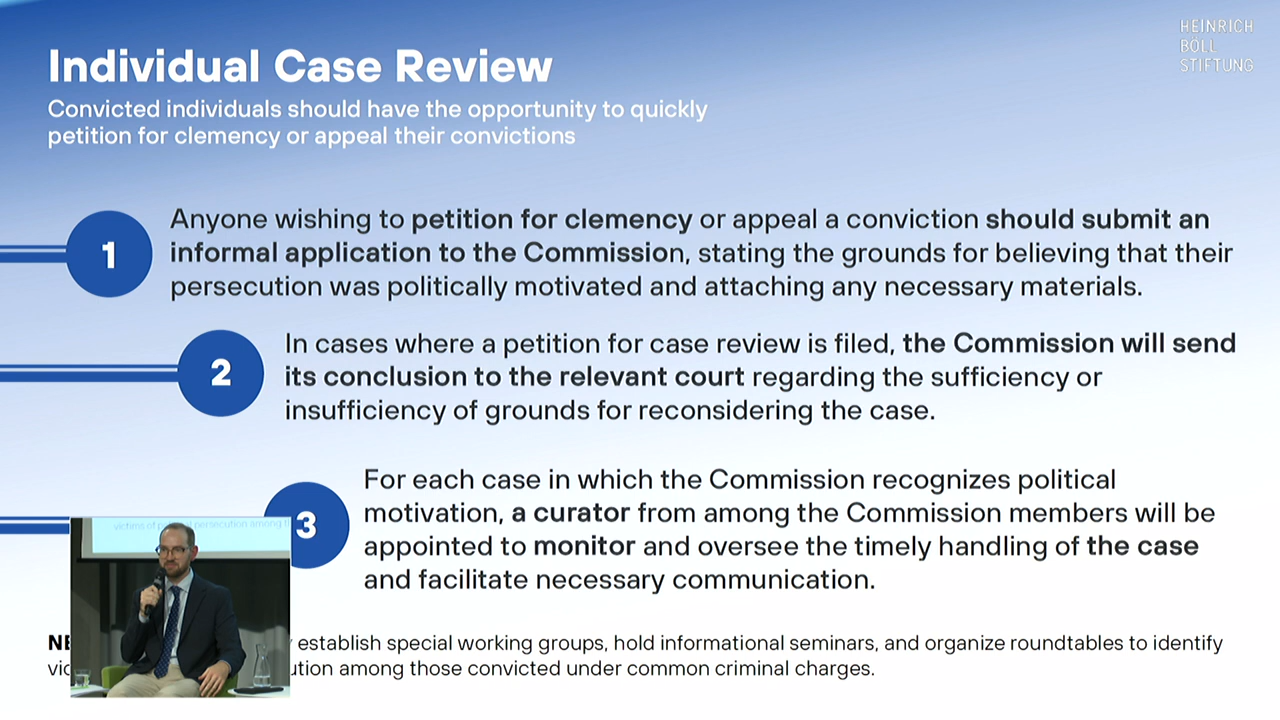 HEINRICH
BÖLL
STIFTUNG
Individual Case Review
Convicted individuals should have the opportunity to quickly
petition for clemency or appeal their convictions
1
Anyone wishing to petition for clemency or appeal a conviction should submit an
informal application to the Commission, stating the grounds for believing that their
persecution was politically motivated and attaching any necessary materials.
2
In cases where a petition for case review is filed, the Commission will send
its conclusion to the relevant court regarding the sufficiency or
insufficiency of grounds for reconsidering the case.
3
For each case in which the Commission recognizes political
motivation, a curator from among the Commission members will be
appointed to monitor and oversee the timely handling of the case
and facilitate necessary communication.
establish special working groups, hold informational seminars, and organize roundtables to identify
among those convicted under common criminal charges.